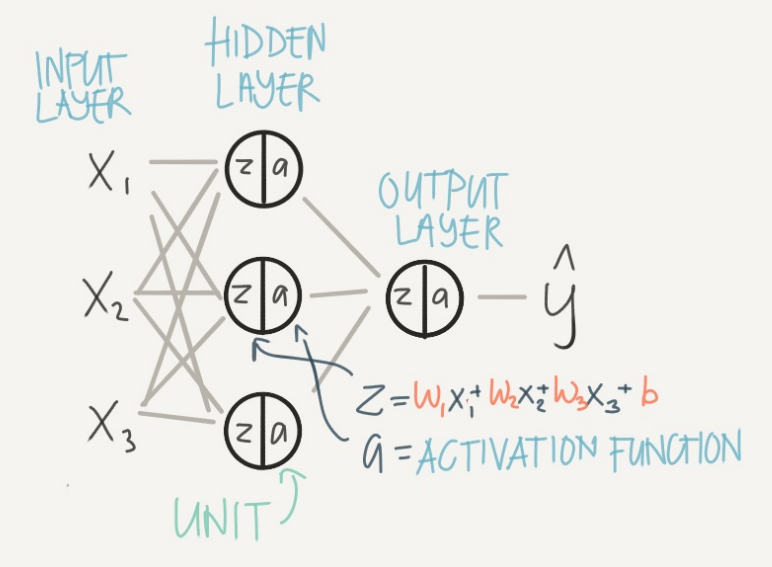 INPUT
LAYER
HIDDEN
LAYER
X₁
X₂
X₃
z|a
z|a
z|a
OUTPUT
LAYER
z|a
ŷ
Z=W₁X₁+W₂X₂+W₃X₃+b
a=ACTIVATION FUNCTION
UNIT